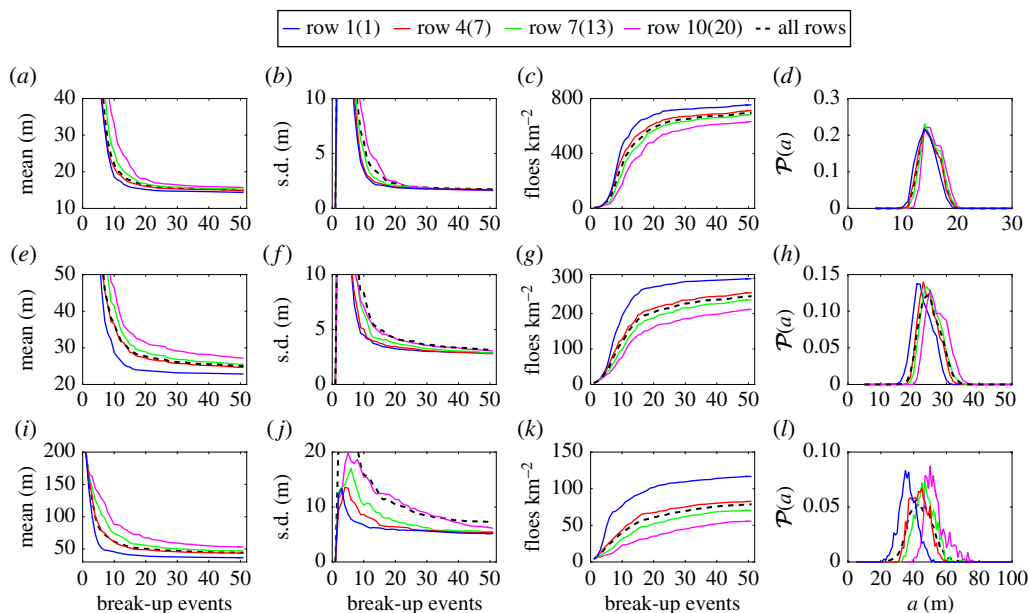 row 1(1) row 4(7) row 7(13) row 10(20) all rows
(a) (b) (c) (d)
mean (m) s.d. (m) floes km−2 P(a)
40 30 20 10
10 5 0
800 600 400 0
0.3 0.2 0.1 0
0 10 20 30 40 50
0 10 20 30 40 50
0 10 20 30 40 50
0 10 20 30
(e) (f) (g) (h)
mean (m) s.d. (m) floes km−2 P(a)
50 40 30 20
10 5 0
300 200 100 0
0.15 0.10 0.05 0
0 10 20 30 40 50
0 10 20 30 40 50
0 10 20 30 40 50
0 10 20 30 40 50
(i) (j) (k) (l)
mean (m) s.d. (m) floes km−2 P(a)
200 150 100 50
20 15 10 5 0
150 100 50 0
0.10 0.05 0
0 10 20 30 40 50
0 10 20 30 40 50
0 10 20 30 40 50
0 20 40 60 80 100
break-up events break-up events break-up events a (m)